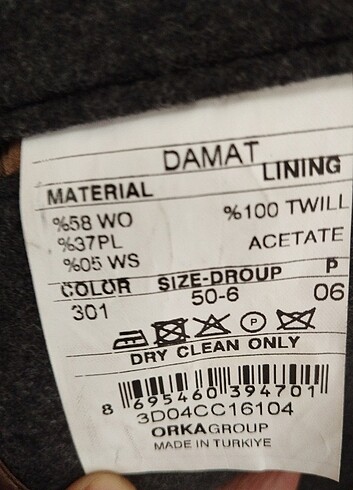 DAMAT
MATERIAL LINING
%58 WO %100 TWILL
%37PL ACETATE
%05 WS
COLOR SIZE-DROUP P
301 50-6 06
P
DRY CLEAN ONLY
8 695460 394701
3D04CC16104
ORKAGROUP
MADE IN TURKIYE